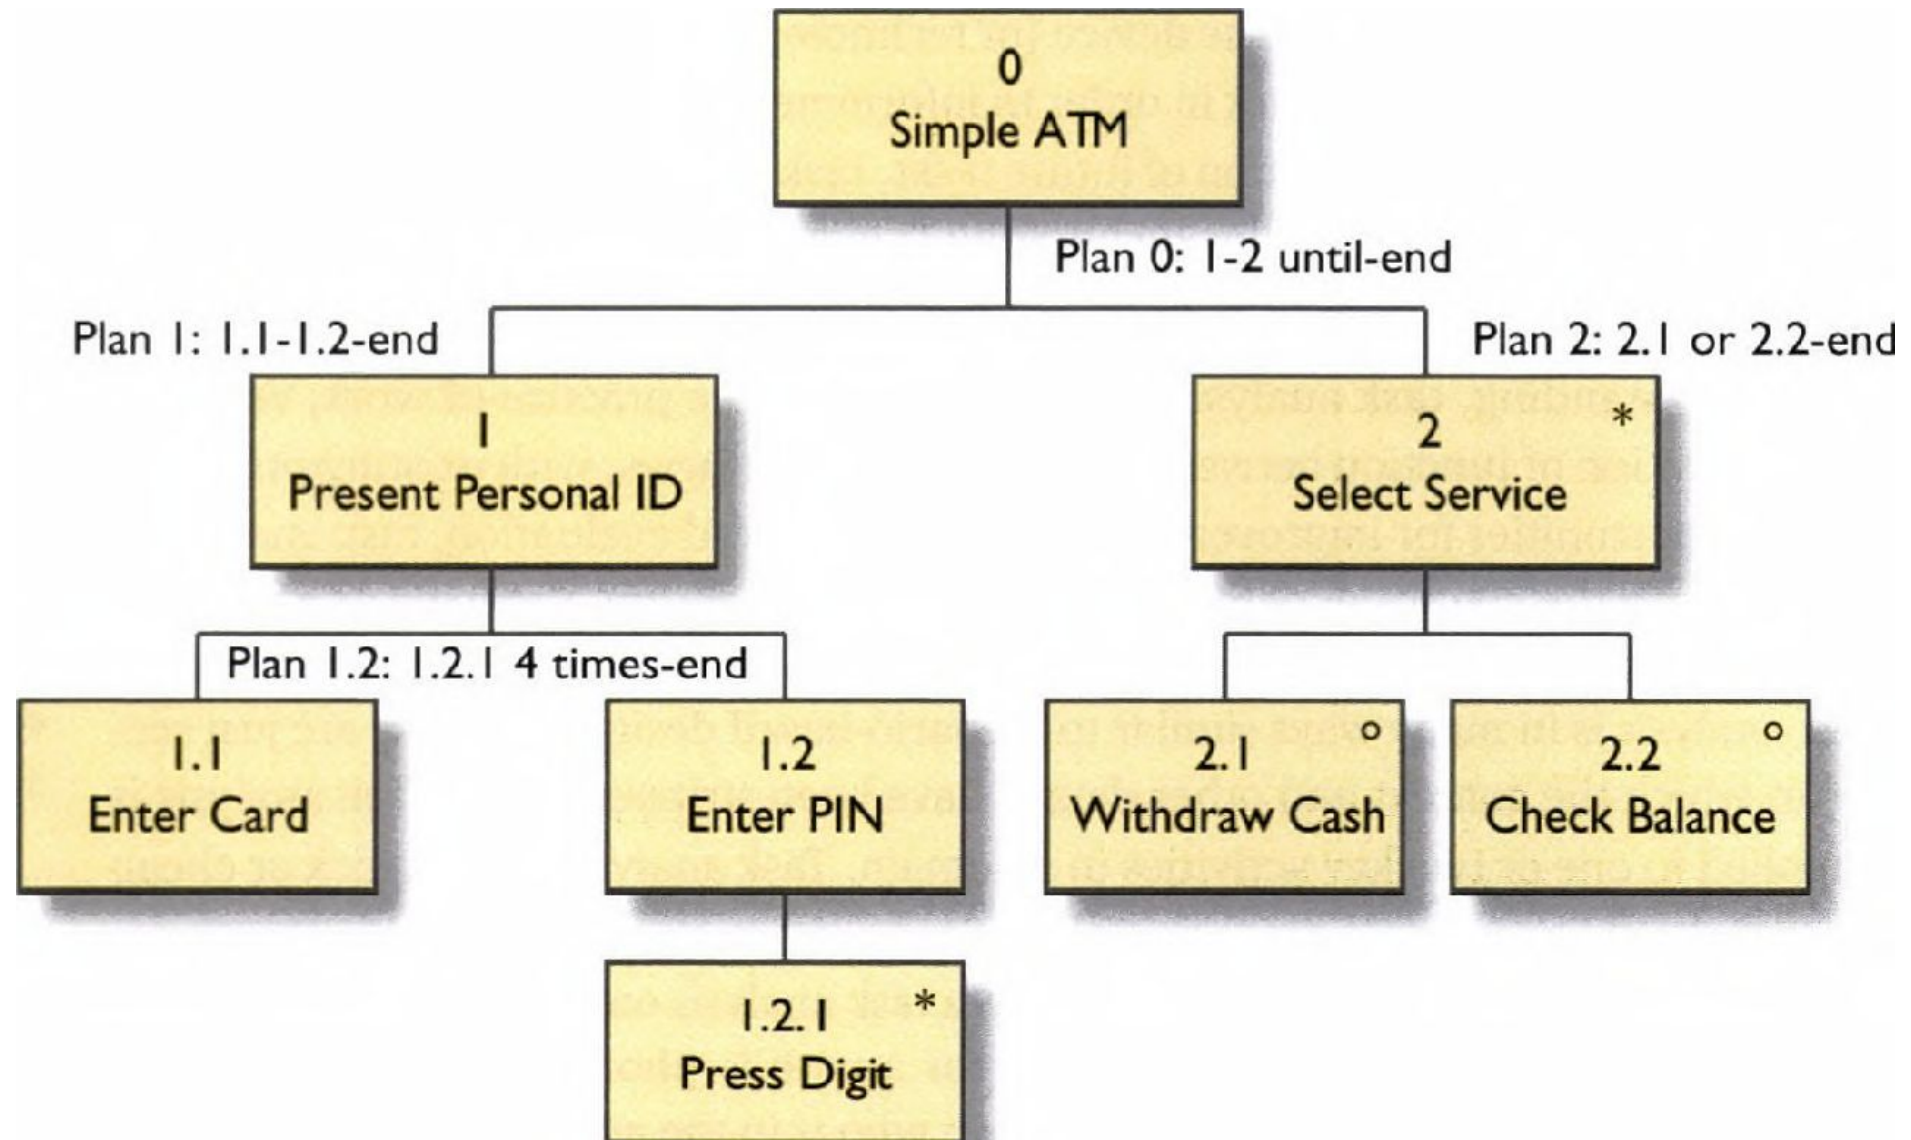 0
Simple ATM
Plan 0: 1-2 until-end
Plan 1: 1.1-1.2-end
Plan 2: 2.1 or 2.2-end
1
Present Personal ID
2 *
Select Service
Plan 1.2: 1.2.1 4 times-end
1.1
Enter Card
1.2
Enter PIN
2.1 °
Withdraw Cash
2.2 °
Check Balance
1.2.1 *
Press Digit